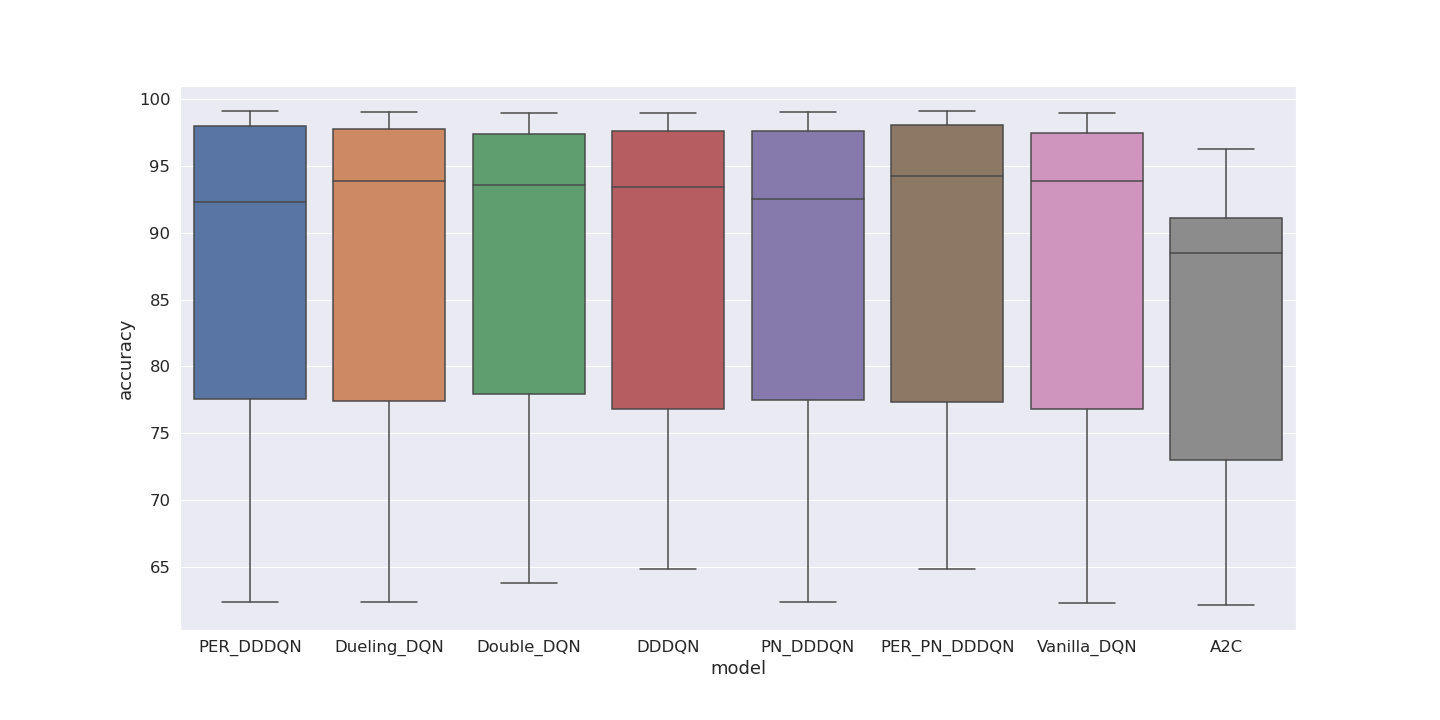 100
95
90
85
80
75
70
65
accuracy
PER_DDDQN Dueling_DQN Double_DQN DDDQN PN_DDDQN PER_PN_DDDQN Vanilla_DQN A2C
model